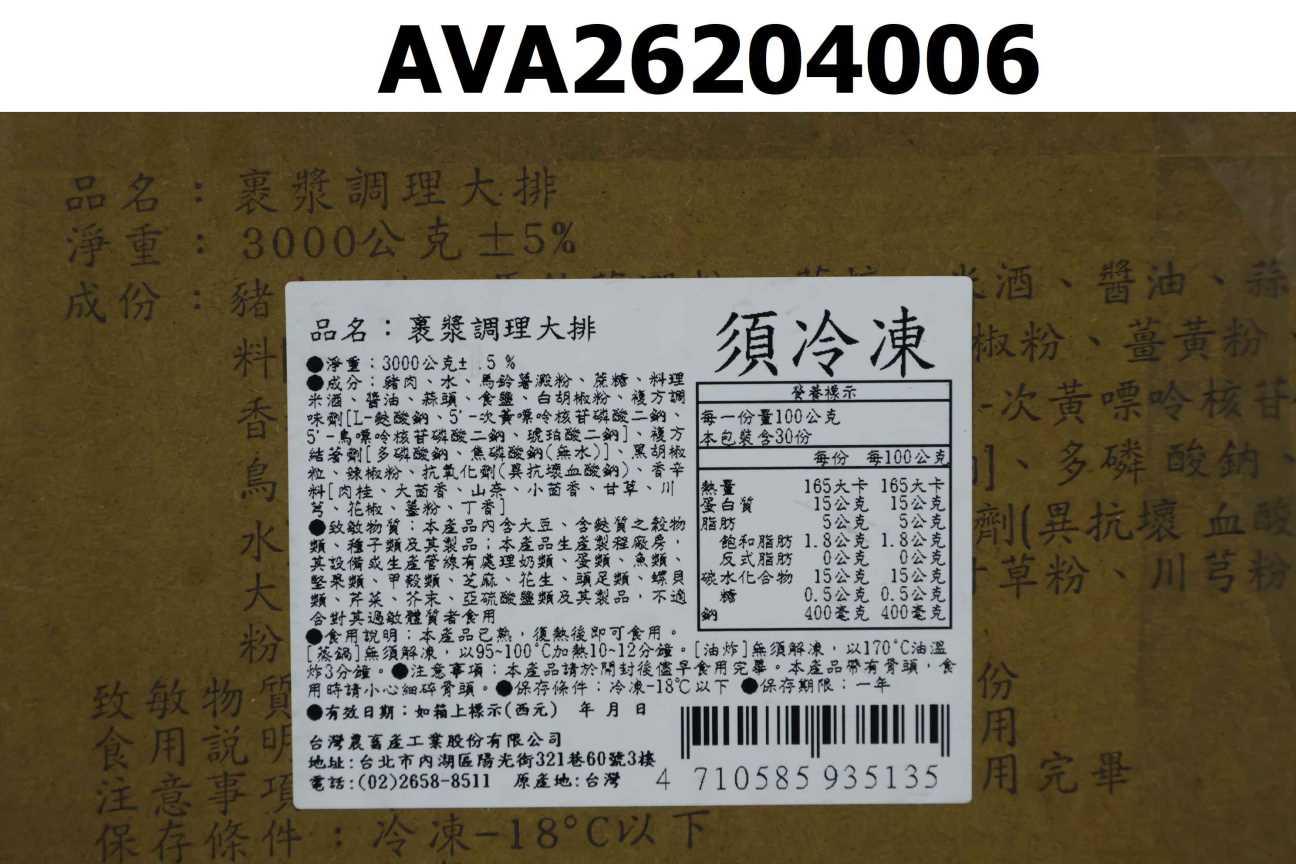 AVA26204006
品名：裹漿調理大排
淨重：3000公克±5%
成份：豬
米酒、醬油、蒜
料
椒粉、薑黃粉、
香
次黃嘌呤核苷
鳥
]、多磷酸鈉、
水
劑(異抗壞血酸
大
草粉、川芎粉
粉
品名：裹漿調理大排
須冷凍
●淨重：3000公克± .5 %
●成分：豬肉、水、馬鈴薯澱粉、蔗糖、料理
米酒、醬油、蒜頭、食鹽、白胡椒粉、複方調
味劑[L-麩酸鈉、5'-次黃嘌呤核苷磷酸二鈉、
5'-鳥嘌呤核苷磷酸二鈉、琥珀酸二鈉]、複方
結著劑[多磷酸鈉、焦磷酸鈉(無水)]、黑胡椒
粒、辣椒粉、抗氧化劑(異抗壞血酸鈉)、香辛
料[肉桂、大茴香、山奈、小茴香、甘草、川
芎、花椒、薑粉、丁香]
●致敏物質：本產品內含大豆、含麩質之穀物
類、種子類及其製品；本產品生產製程廠房，
其設備或生產管線有處理奶類、蛋類、魚類、
堅果類、甲殼類、芝麻、花生、頭足類、螺貝
類、芹菜、芥末、亞硫酸鹽類及其製品，不適
合對其過敏體質者食用
●食用說明：本產品已熟，復熱後即可食用。
[蒸鍋]無須解凍，以95~100°C加熱10~12分鐘。[油炸]無須解凍，以170°C油溫
炸3分鐘。●注意事項：本產品請於開封後儘早食用完畢。本產品帶有骨頭，食
用時請小心細碎骨頭。●保存條件：冷凍-18℃以下 ●保存期限：一年
●有效日期：如箱上標示(西元) 年 月 日
台灣農畜產工業股份有限公司
地址:台北市內湖區陽光街321巷60號3樓
電話:(02)2658-8511 原產地:台灣
營養標示
每一份量100公克
本包裝含30份
每份 每100公克
熱量 165大卡 165大卡
蛋白質 15公克 15公克
脂肪 5公克 5公克
飽和脂肪 1.8公克 1.8公克
反式脂肪 0公克 0公克
碳水化合物 15公克 15公克
糖 0.5公克 0.5公克
鈉 400毫克 400毫克
4 710585 935135
致敏物質
份
食用說明
用
注意事項
用完畢
保存條件：冷凍-18°C以下